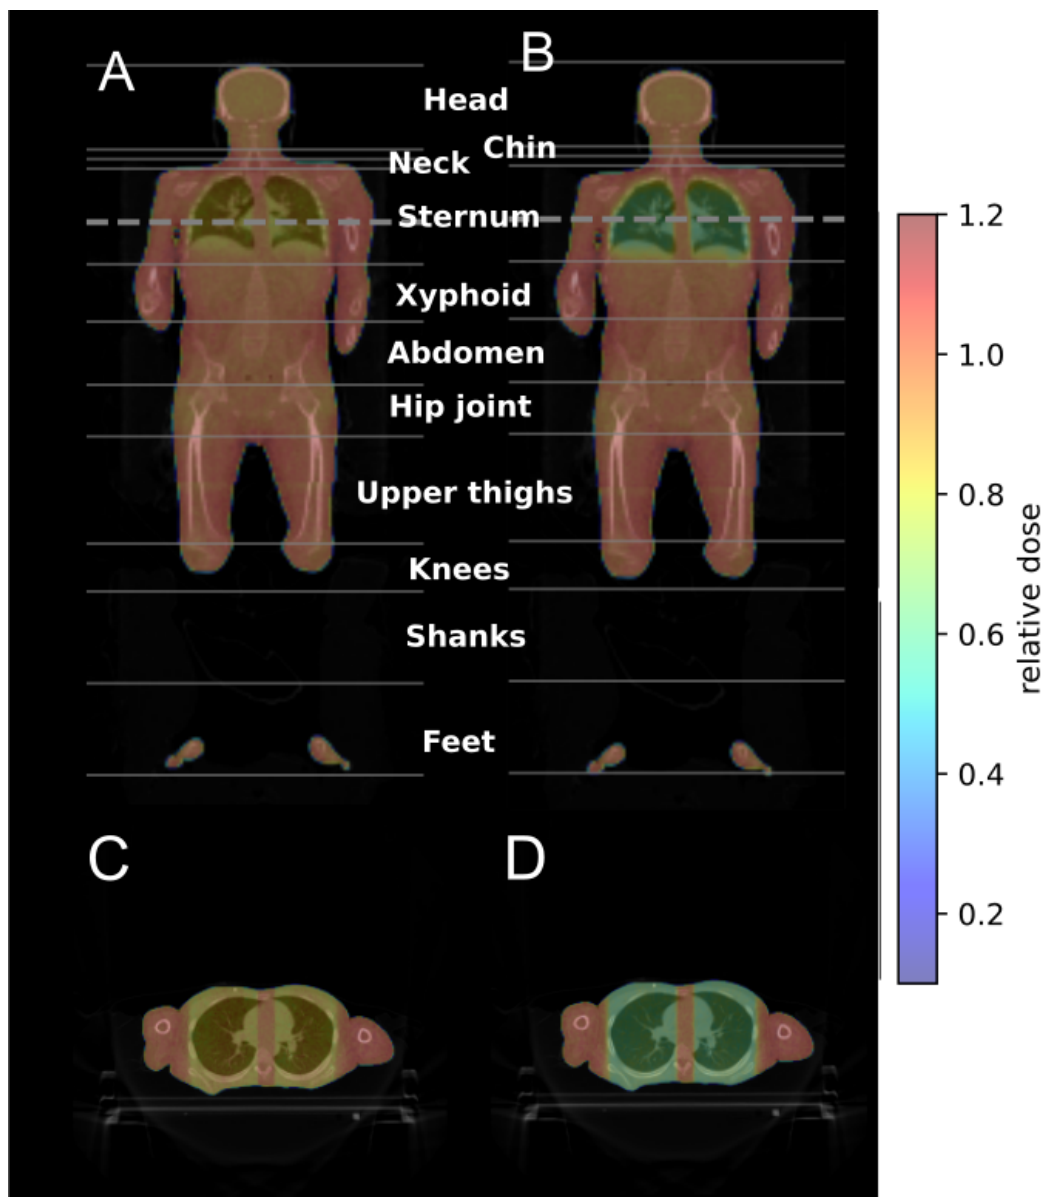 A
B
Head
Chin
Neck
Sternum
Xyphoid
Abdomen
Hip joint
Upper thighs
Knees
Shanks
Feet
C
D
1.2
1.0
0.8
0.6
0.4
0.2
relative dose